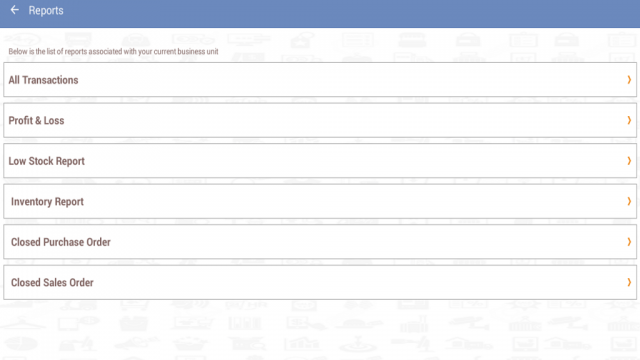 Reports
Below is the list of reports associated with your current business unit
All Transactions
Profit & Loss
Low Stock Report
Inventory Report
Closed Purchase Order
Closed Sales Order